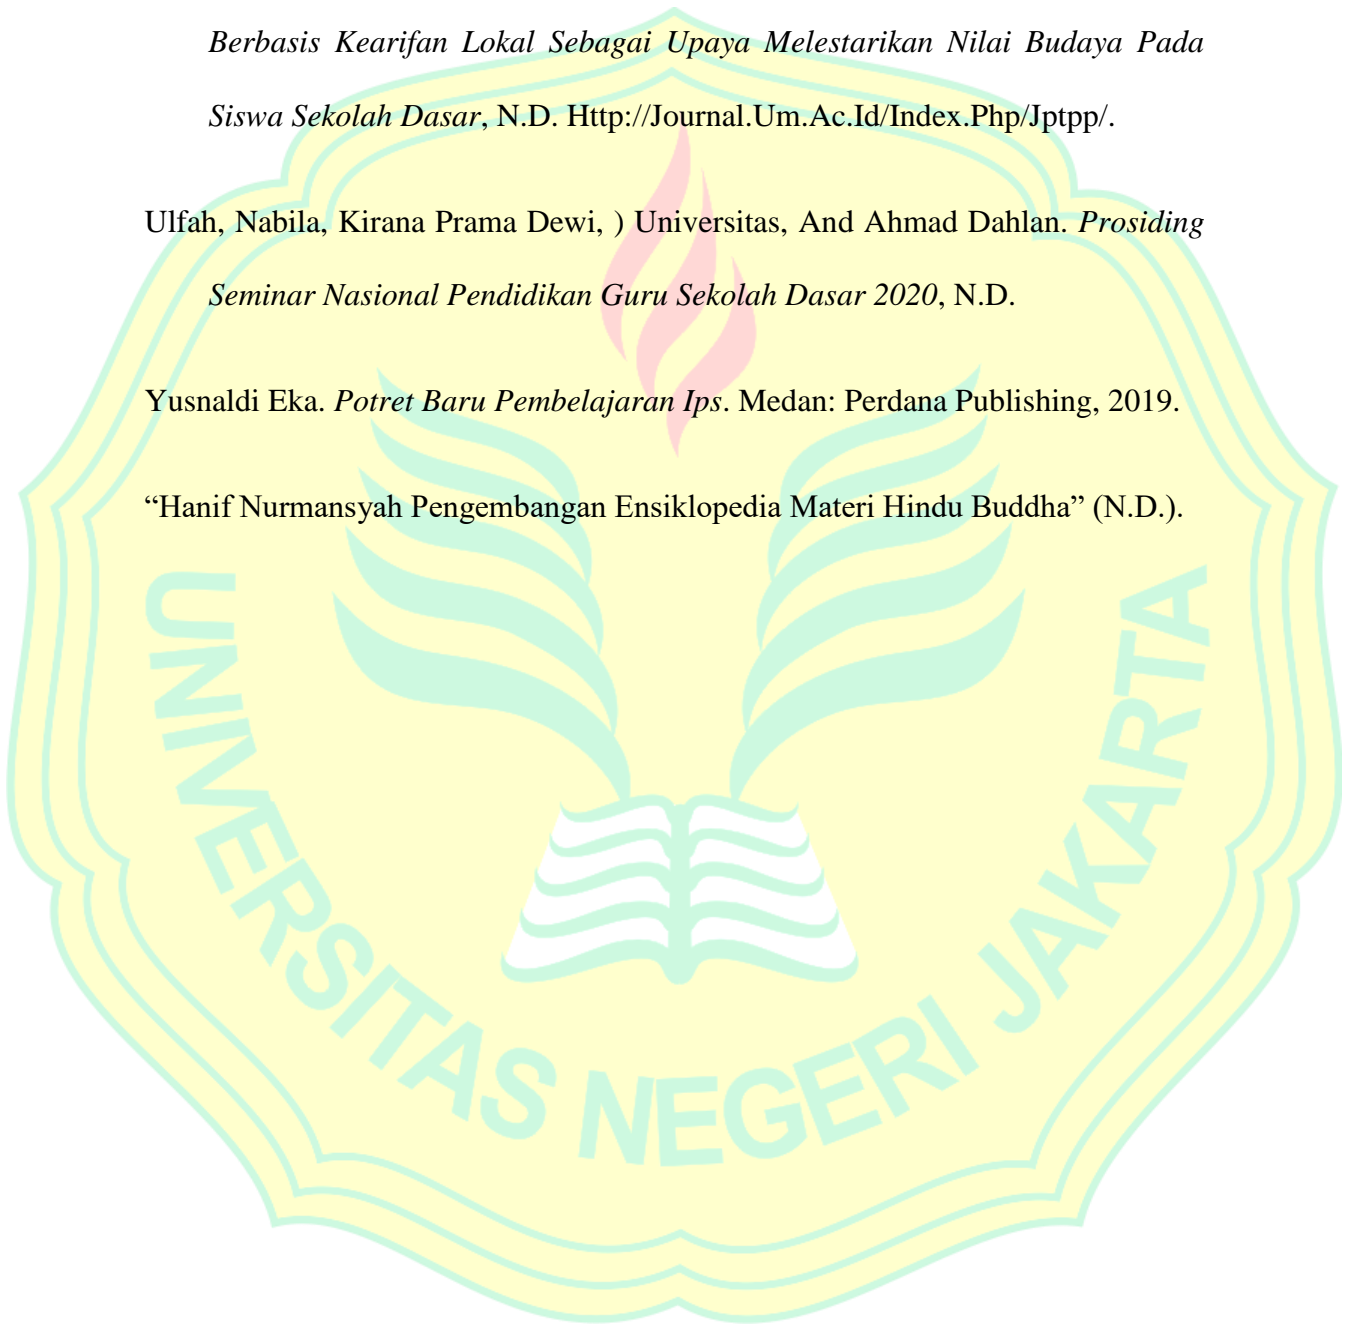 Berbasis Kearifan Lokal Sebagai Upaya Melestarikan Nilai Budaya Pada
Siswa Sekolah Dasar, N.D. Http://Journal.Um.Ac.Id/Index.Php/Jptpp/.
Ulfah, Nabila, Kirana Prama Dewi, ) Universitas, And Ahmad Dahlan. Prosiding
Seminar Nasional Pendidikan Guru Sekolah Dasar 2020, N.D.
Yusnaldi Eka. Potret Baru Pembelajaran Ips. Medan: Perdana Publishing, 2019.
“Hanif Nurmansyah Pengembangan Ensiklopedia Materi Hindu Buddha” (N.D.).
UNIVERSITAS NEGERI JAKARTA